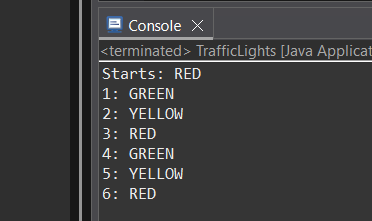 Console
<terminated> TrafficLights [Java Applicat
Starts: RED
1: GREEN
2: YELLOW
3: RED
4: GREEN
5: YELLOW
6: RED